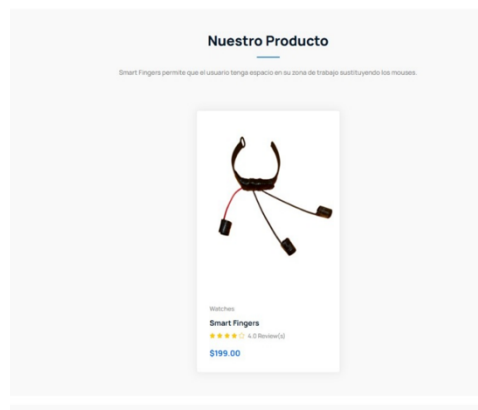 Nuestro Producto
Smart Fingers permite que el usuario tenga espacio en su zona de trabajo sustituyendo los mouses.
Watches
Smart Fingers
4.0 Review(s)
$199.00